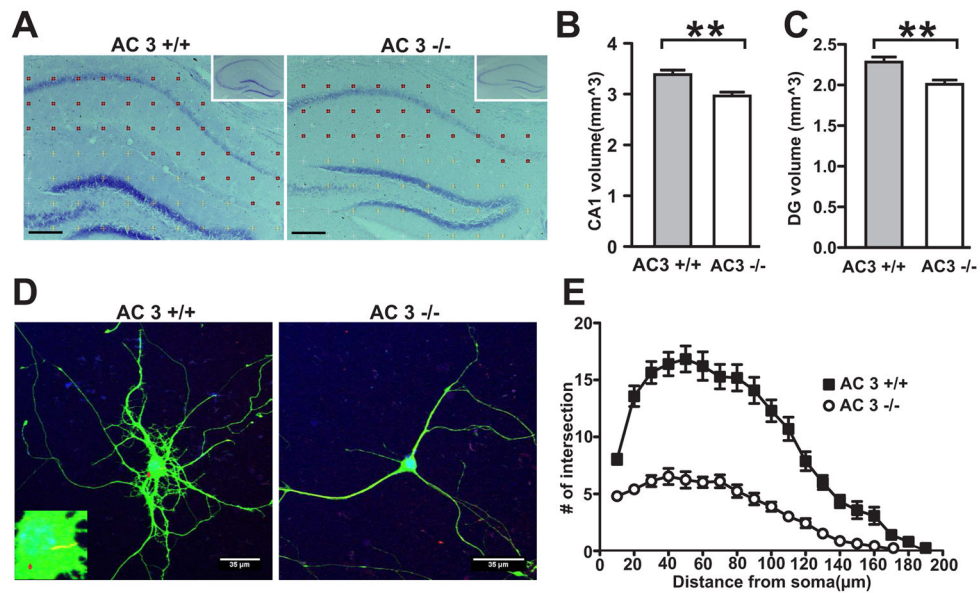 A
AC 3 +/+
AC 3 -/-
B
**
CA1 volume(mm^3)
4
3
2
1
0
AC3 +/+
AC3 -/-
C
**
DG volume (mm^3)
2.5
2.0
1.5
1.0
0.5
0.0
AC3 +/+
AC3 -/-
D
AC 3 +/+
AC 3 -/-
35 μm
35 μm
E
# of intersection
20
15
10
5
0
AC 3 +/+
AC 3 -/-
0 20 40 60 80 100 120 140 160 180 200
Distance from soma(μm)